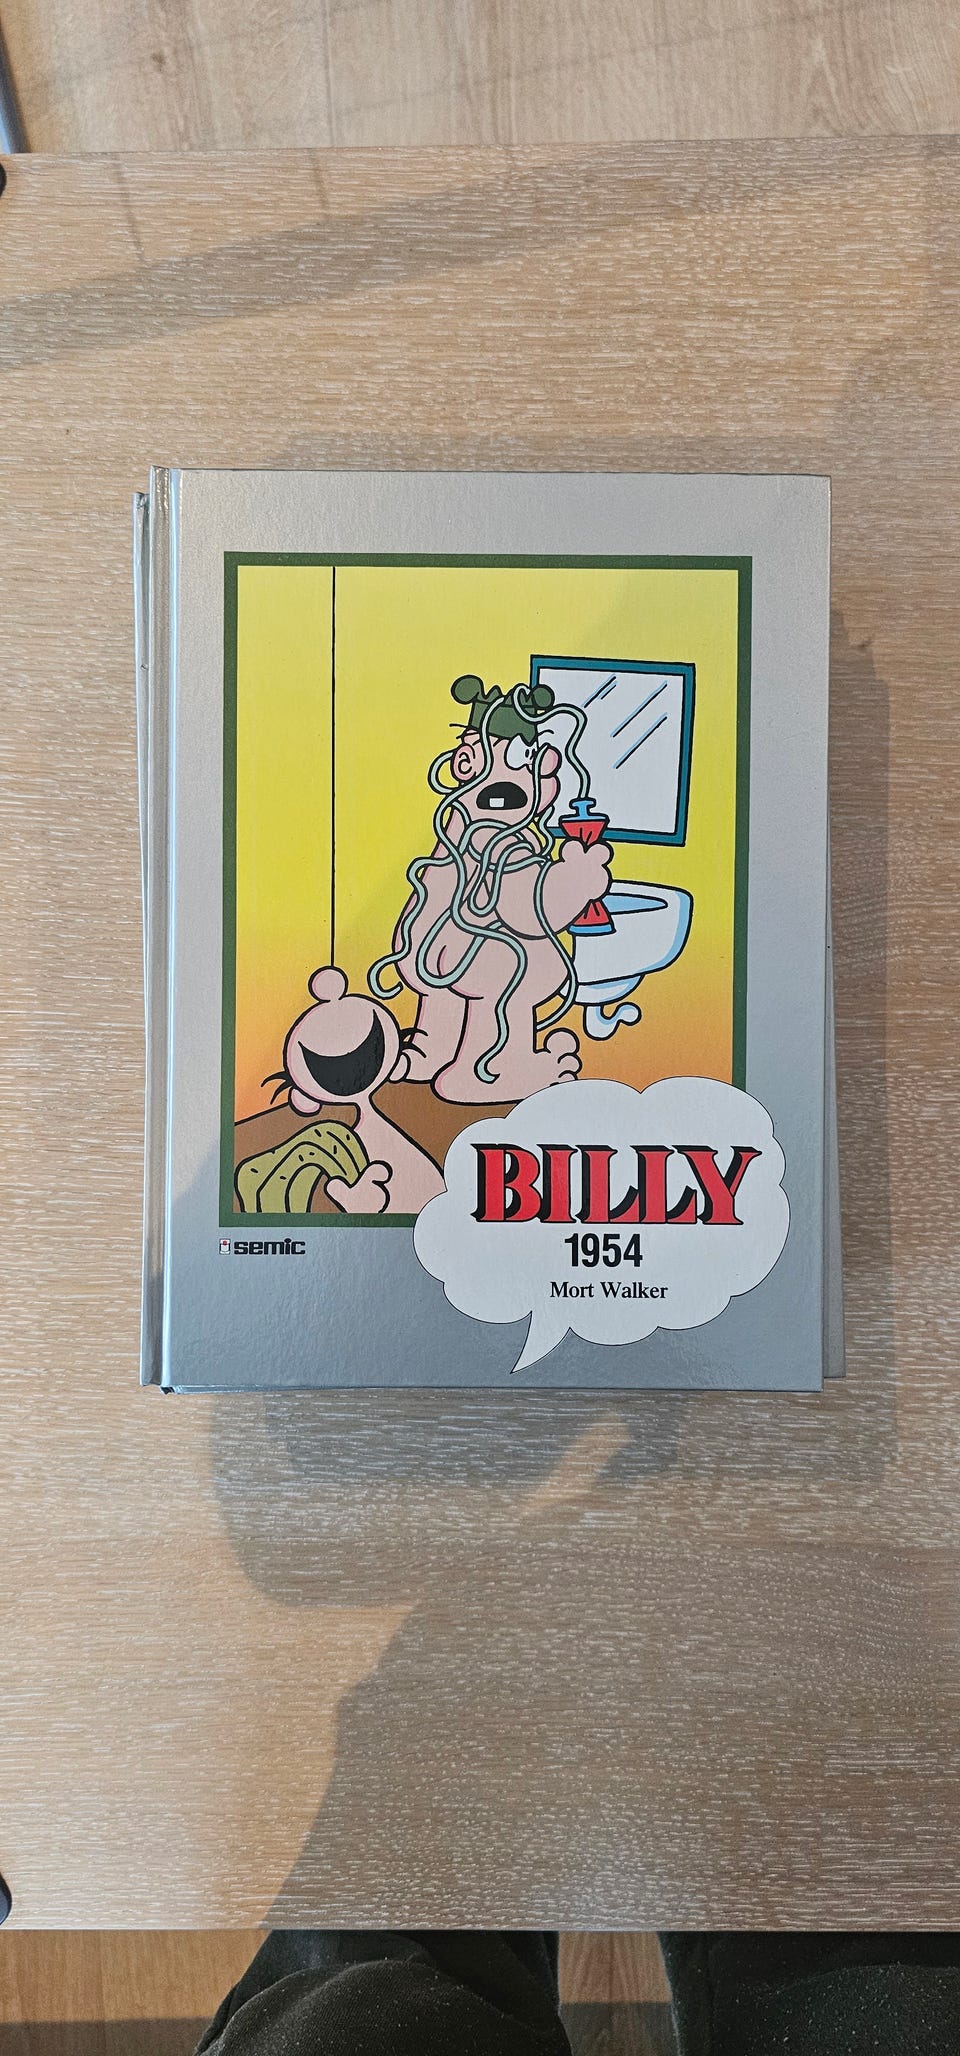 semic
BILLY
1954
Mort Walker